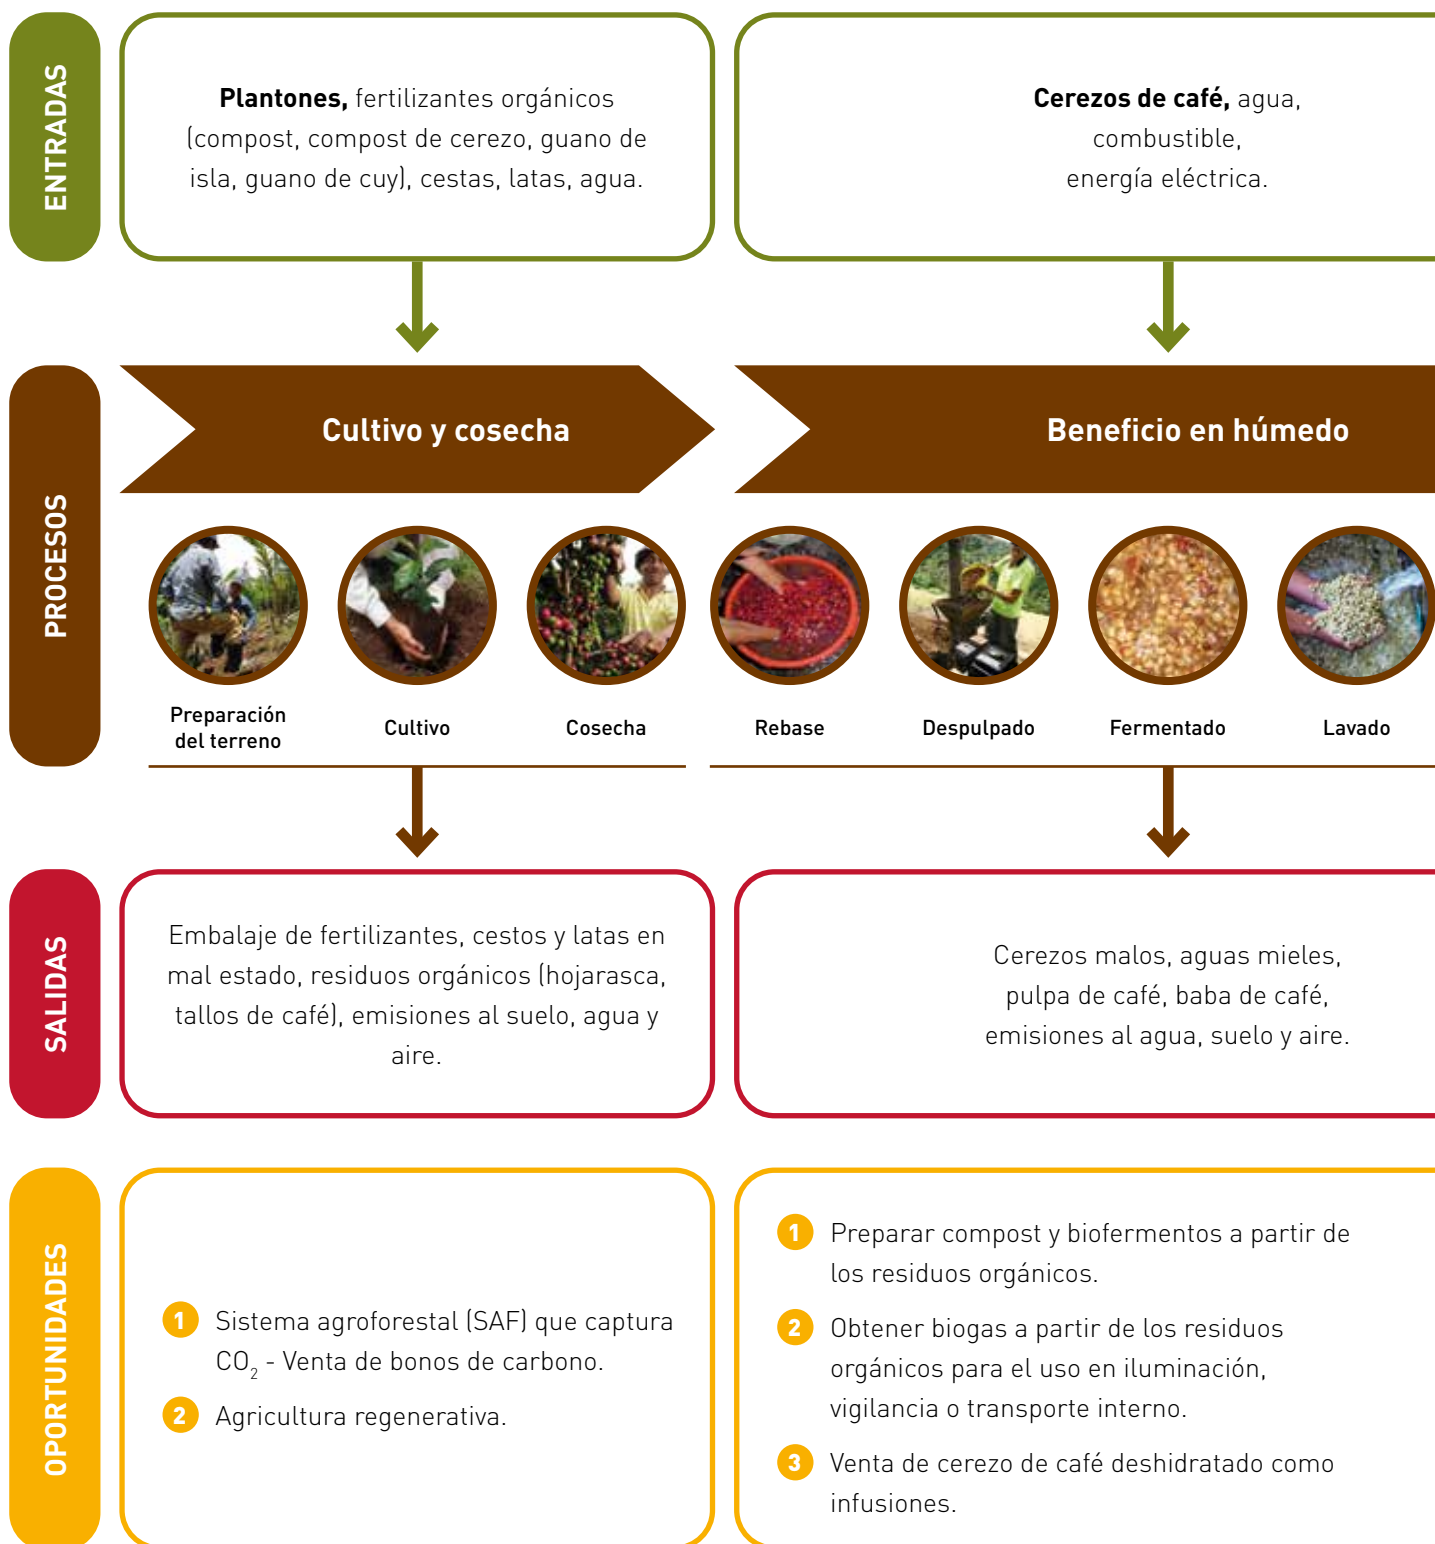 ENTRADAS
Plantones, fertilizantes orgánicos
(compost, compost de cerezo, guano de
isla, guano de cuy), cestas, latas, agua.
Cerezos de café, agua,
combustible,
energía eléctrica.
PROCESOS
Cultivo y cosecha
Beneficio en húmedo
Preparación
del terreno
Cultivo
Cosecha
Rebase
Despulpado
Fermentado
Lavado
SALIDAS
Embalaje de fertilizantes, cestos y latas en
mal estado, residuos orgánicos (hojarasca,
tallos de café), emisiones al suelo, agua y
aire.
Cerezos malos, aguas mieles,
pulpa de café, baba de café,
emisiones al agua, suelo y aire.
OPORTUNIDADES
1 Sistema agroforestal (SAF) que captura
CO₂ - Venta de bonos de carbono.
2 Agricultura regenerativa.
1 Preparar compost y biofermentos a partir de
los residuos orgánicos.
2 Obtener biogas a partir de los residuos
orgánicos para el uso en iluminación,
vigilancia o transporte interno.
3 Venta de cerezo de café deshidratado como
infusiones.